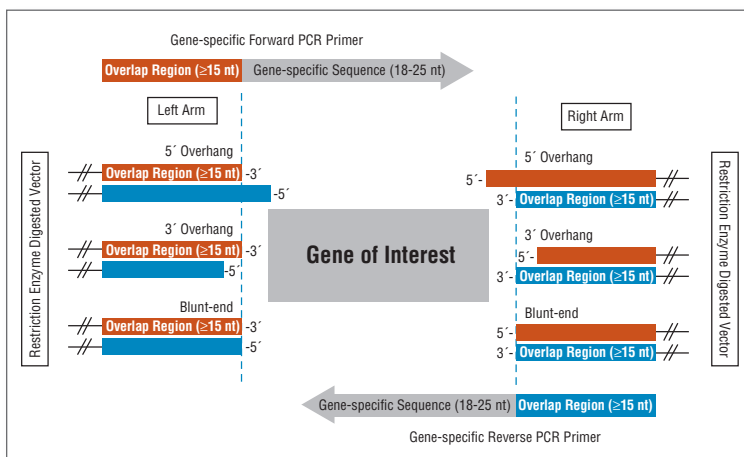 Gene-specific Forward PCR Primer
Overlap Region (≥15 nt) Gene-specific Sequence (18-25 nt)
Left Arm
Right Arm
Restriction Enzyme Digested Vector
5´ Overhang
Overlap Region (≥15 nt) -3´
-5´
3´ Overhang
Overlap Region (≥15 nt) -3´
-5´
Blunt-end
Overlap Region (≥15 nt) -3´
-5´
Gene of Interest
5´ Overhang
5´-
3´- Overlap Region (≥15 nt)
3´ Overhang
5´-
3´- Overlap Region (≥15 nt)
Blunt-end
5´-
3´- Overlap Region (≥15 nt)
Restriction Enzyme Digested Vector
Gene-specific Sequence (18-25 nt) Overlap Region (≥15 nt)
Gene-specific Reverse PCR Primer